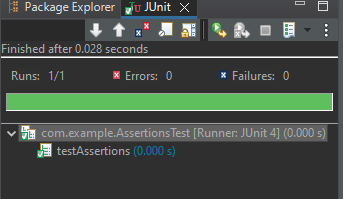 Package Explorer JUnit
Finished after 0.028 seconds
Runs: 1/1 Errors: 0 Failures: 0
com.example.AssertionsTest [Runner: JUnit 4] (0.000 s)
testAssertions (0.000 s)